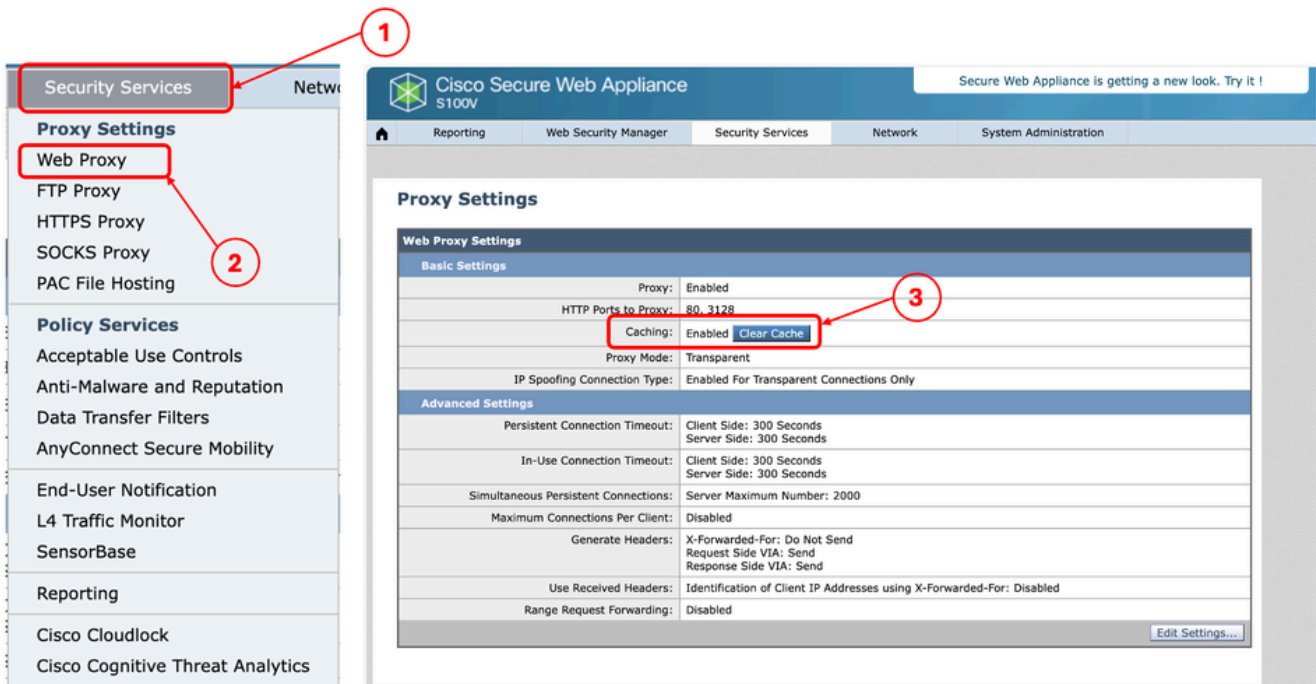 1
Security Services
Netwo
Proxy Settings
Web Proxy
FTP Proxy
HTTPS Proxy
SOCKS Proxy
PAC File Hosting
2
Policy Services
Acceptable Use Controls
Anti-Malware and Reputation
Data Transfer Filters
AnyConnect Secure Mobility
End-User Notification
L4 Traffic Monitor
SensorBase
Reporting
Cisco Cloudlock
Cisco Cognitive Threat Analytics
Cisco Secure Web Appliance
S100V
Secure Web Appliance is getting a new look. Try it !
Reporting Web Security Manager Security Services Network System Administration
Proxy Settings
Web Proxy Settings
Basic Settings
Proxy: Enabled
HTTP Ports to Proxy: 80, 3128
3
Caching: Enabled Clear Cache
Proxy Mode: Transparent
IP Spoofing Connection Type: Enabled For Transparent Connections Only
Advanced Settings
Persistent Connection Timeout: Client Side: 300 Seconds
Server Side: 300 Seconds
In-Use Connection Timeout: Client Side: 300 Seconds
Server Side: 300 Seconds
Simultaneous Persistent Connections: Server Maximum Number: 2000
Maximum Connections Per Client: Disabled
Generate Headers: X-Forwarded-For: Do Not Send
Request Side VIA: Send
Response Side VIA: Send
Use Received Headers: Identification of Client IP Addresses using X-Forwarded-For: Disabled
Range Request Forwarding: Disabled
Edit Settings...